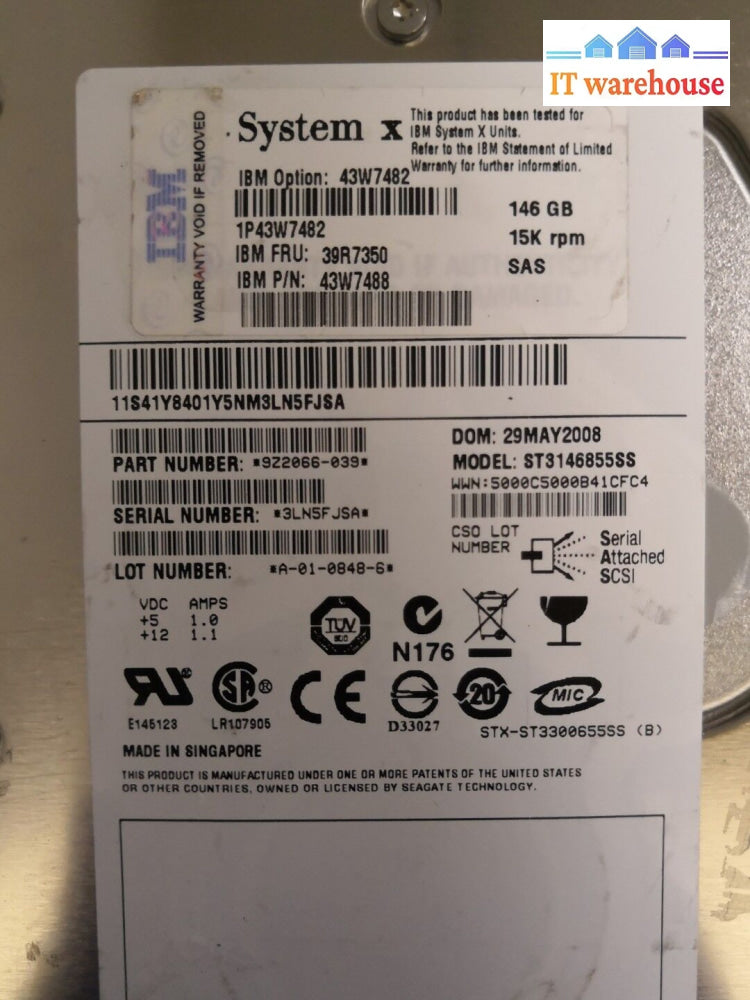 IT warehouse
System x
This product has been tested for
IBM System X Units.
Refer to the IBM Statement of Limited
Warranty for further information.
IBM
WARRANTY VOID IF REMOVED
IBM Option: 43W7482
1P43W7482
IBM FRU: 39R7350
IBM P/N: 43W7488
146 GB
15K rpm
SAS
11S41Y8401Y5NM3LN5FJSA
PART NUMBER: *9Z2066-039*
SERIAL NUMBER: *3LN5FJSA*
LOT NUMBER: *A-01-0848-6*
DOM: 29MAY2008
MODEL: ST3146855SS
WWN:5000C5000B41CFC4
CSO LOT
NUMBER
Serial
Attached
SCSI
VDC AMPS
+5 1.0
+12 1.1
TUV
N176
E145123
SA
LR107905
CE
D33027
20
MIC
STX-ST3300655SS (B)
MADE IN SINGAPORE
THIS PRODUCT IS MANUFACTURED UNDER ONE OR MORE PATENTS OF THE UNITED STATES
OR OTHER COUNTRIES, OWNED OR LICENSED BY SEAGATE TECHNOLOGY.